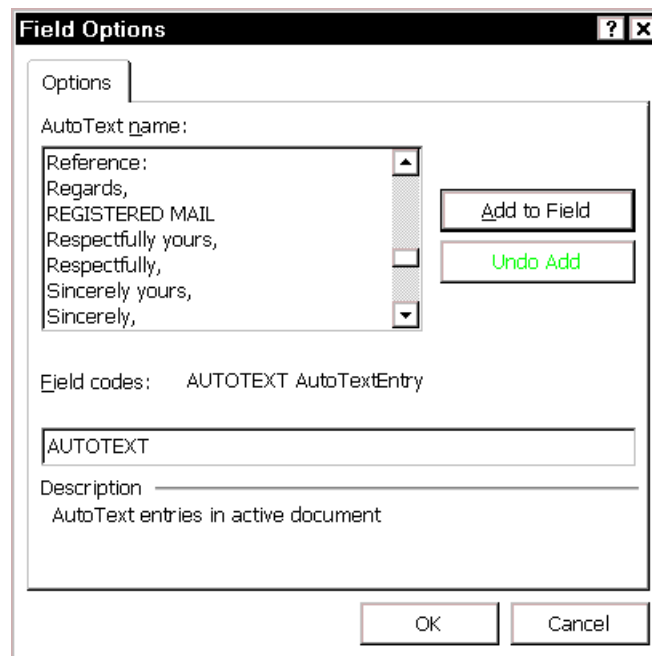 Field Options
Options
AutoText name:
Reference:
Regards,
REGISTERED MAIL
Respectfully yours,
Respectfully,
Sincerely yours,
Sincerely,
Add to Field
Undo Add
Field codes: AUTOTEXT AutoTextEntry
AUTOTEXT
Description
AutoText entries in active document
OK Cancel